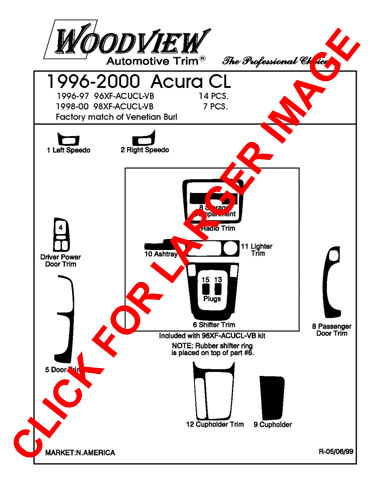 WOODVIEW
Automotive Trim®
The Professional Choice
1996-2000 Acura CL
1996-97 96XF-ACUCL-VB 14 PCS.
1998-00 98XF-ACUCL-VB 7 PCS.
Factory match of Venetian Burl
1 Left Speedo
2 Right Speedo
8 Storage
Compartment
Radio Trim
4
Driver Power
Door Trim
10 Ashtray
11 Lighter
Trim
15 13
Plugs
6 Shifter Trim
8 Passenger
Door Trim
Included with 96XF-ACUCL-VB kit
NOTE: Rubber shifter ring
is placed on top of part #6.
5 Door Trim
12 Cupholder Trim
9 Cupholder
MARKET:N.AMERICA
R-05/06/99
CLICK FOR LARGER IMAGE